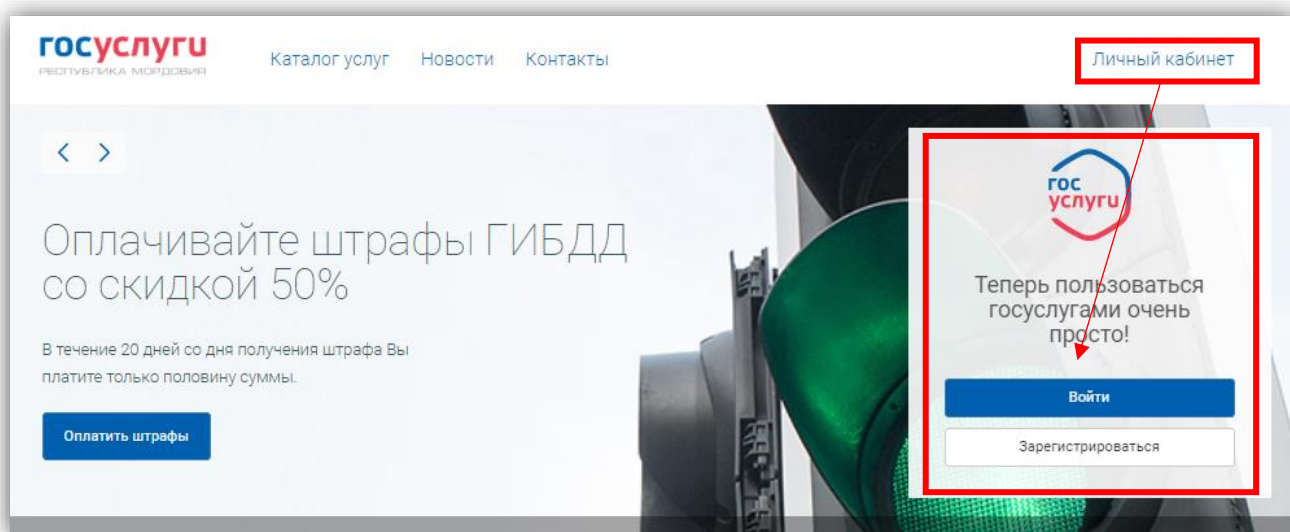 госуслуги
РЕСПУБЛИКА МОРДОВИЯ
Каталог услуг Новости Контакты
Личный кабинет
Оплачивайте штрафы ГИБДД
со скидкой 50%
В течение 20 дней со дня получения штрафа Вы
платите только половину суммы.
Оплатить штрафы
гос
услуги
Теперь пользоваться
госуслугами очень
просто!
Войти
Зарегистрироваться